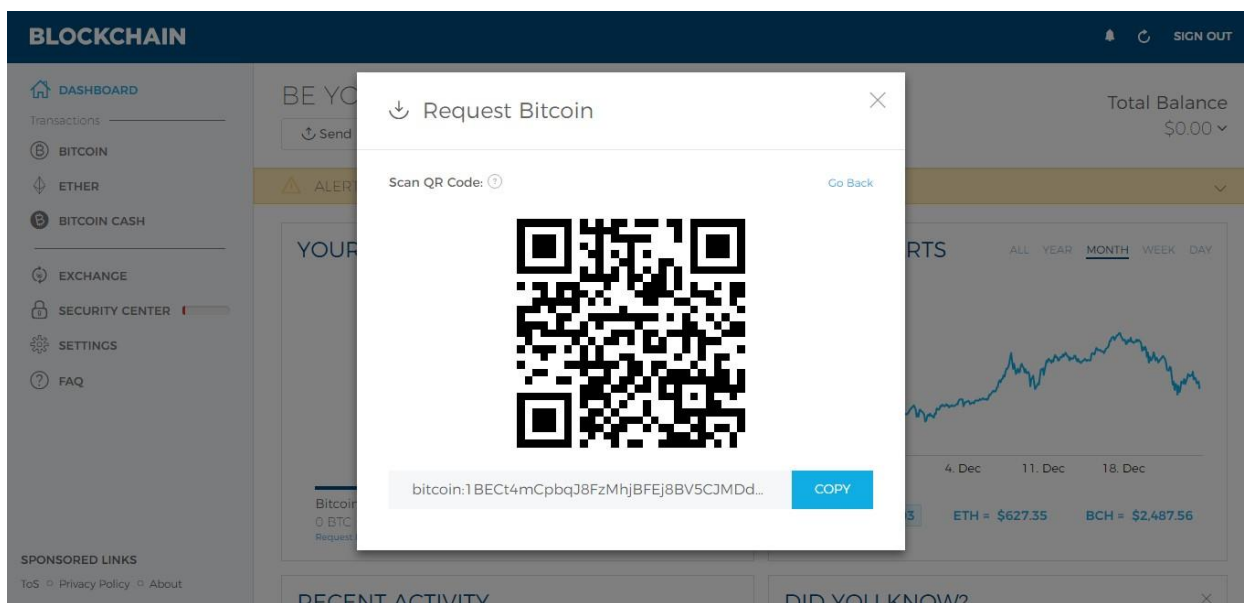 BLOCKCHAIN
SIGN OUT
DASHBOARD
Transactions
BITCOIN
ETHER
BITCOIN CASH
EXCHANGE
SECURITY CENTER
SETTINGS
FAQ
SPONSORED LINKS
ToS Privacy Policy About
BE YO
Send
Total Balance
$0.00
ALERT
Request Bitcoin
Scan QR Code:
Go Back
bitcoin:1BECt4mCpbqJ8FzMhjBFEj8BV5CJMDd...
COPY
YOUR
Bitcoin
0 BTC
Request
RTS
ALL YEAR MONTH WEEK DAY
4. Dec 11. Dec 18. Dec
ETH = $627.35 BCH = $2,487.56
RECENT ACTIVITY
DID YOU KNOW?